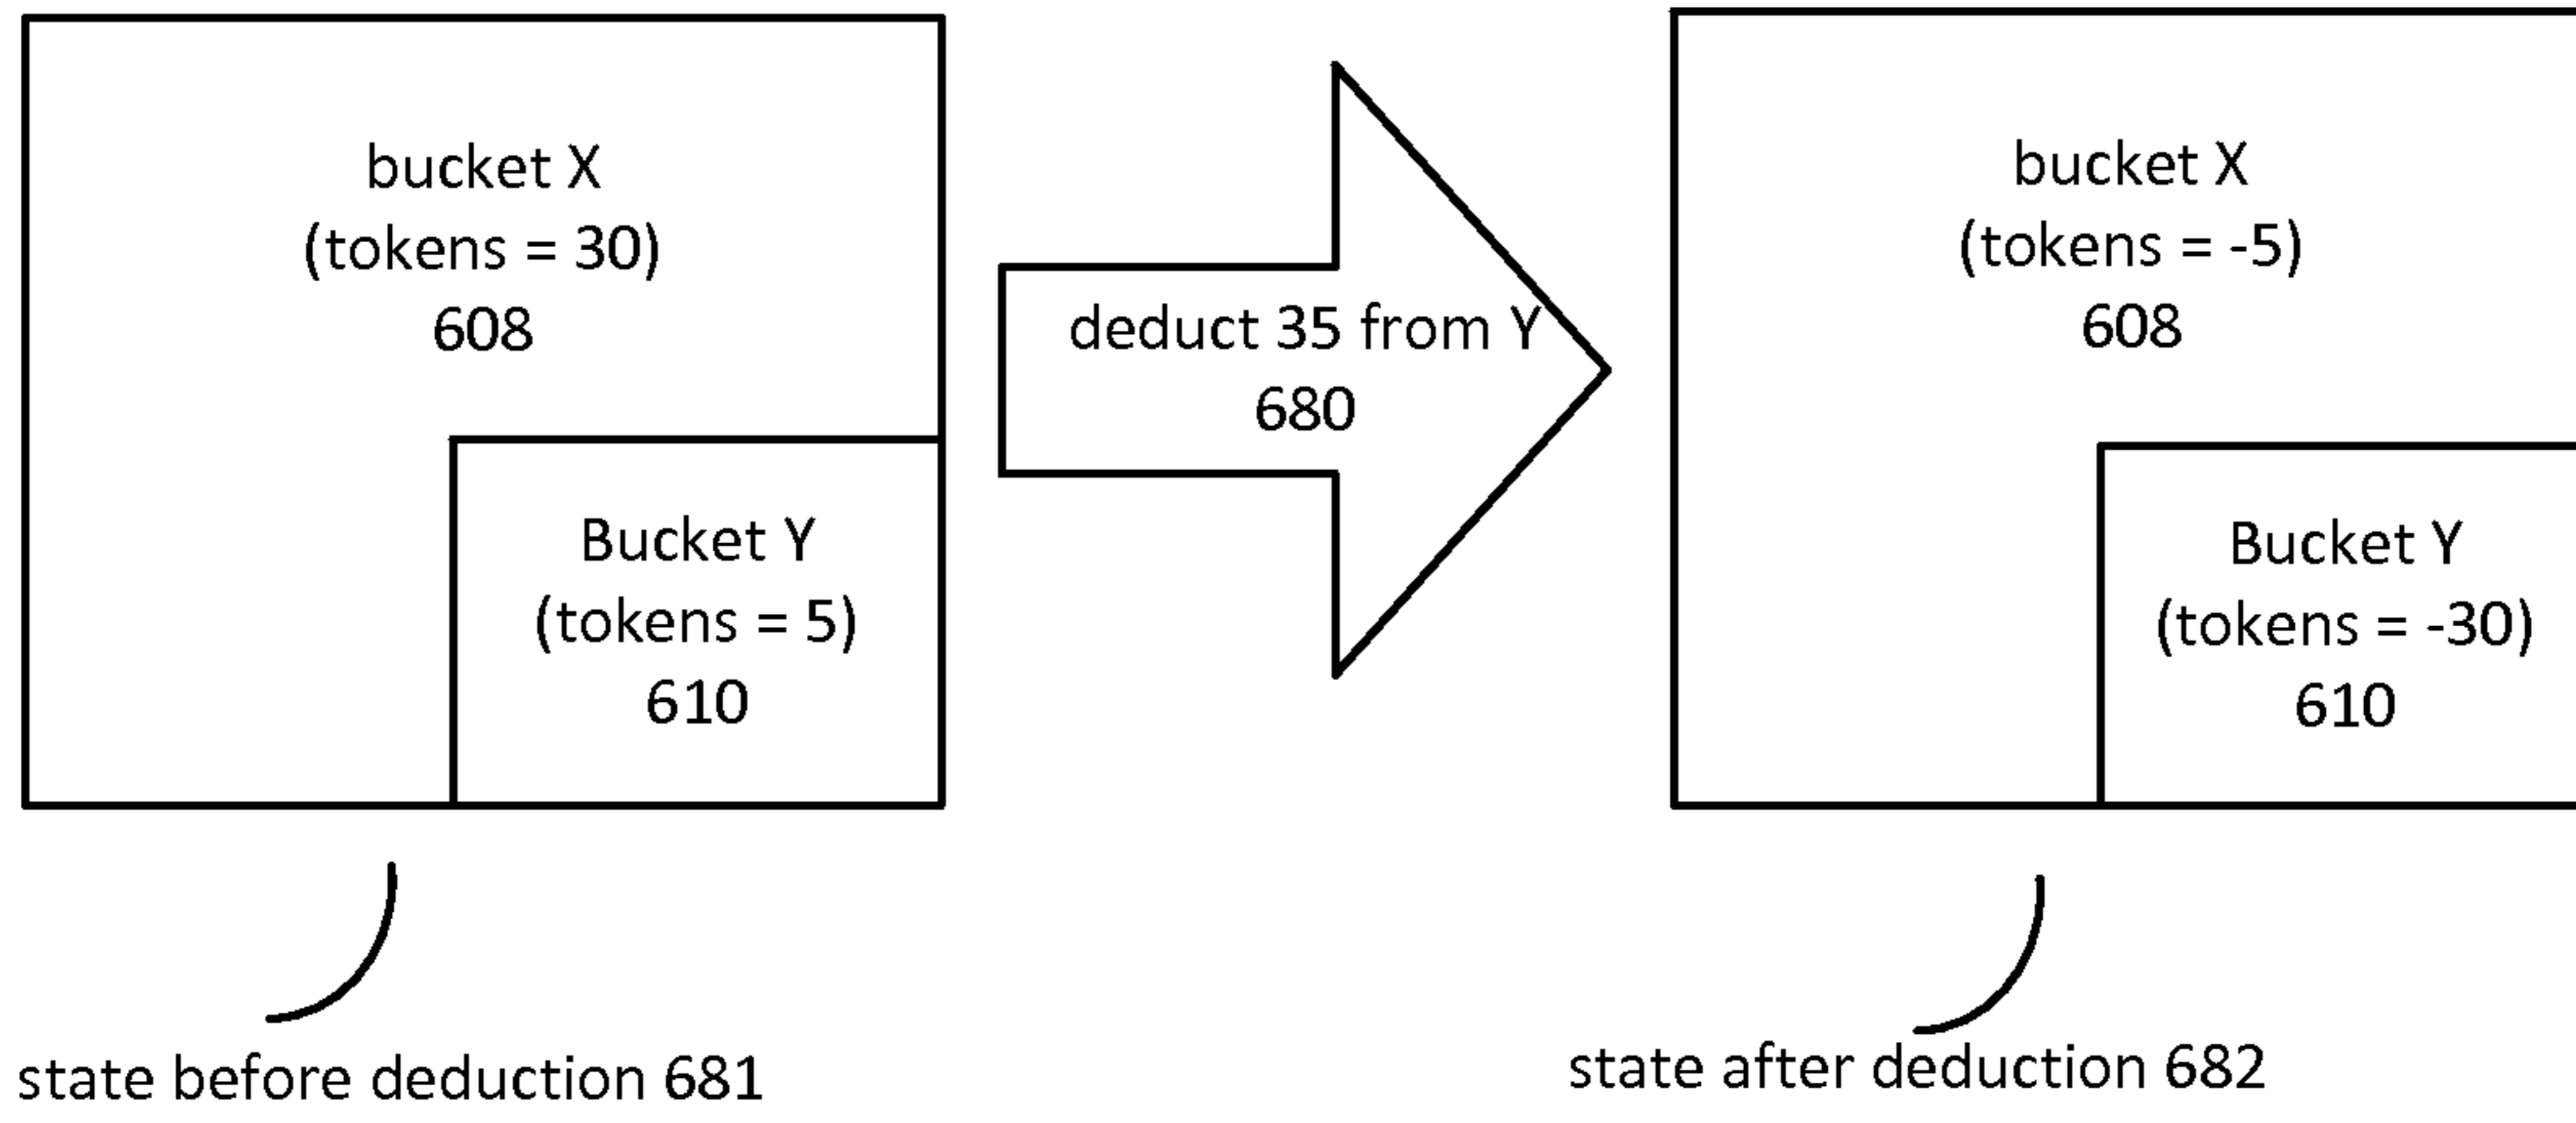 bucket X
(tokens = 30)
608
Bucket Y
(tokens = 5)
610
state before deduction 681
deduct 35 from Y
680
bucket X
(tokens = -5)
608
Bucket Y
(tokens = -30)
610
state after deduction 682